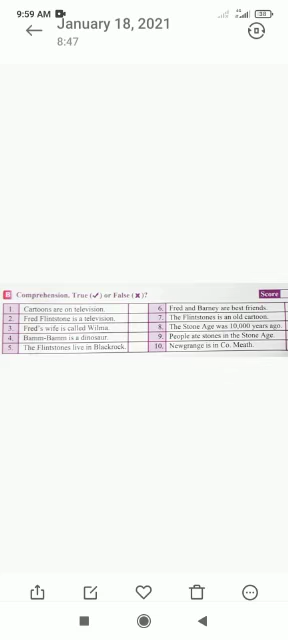 9:59 AM
January 18, 2021
8:47
B Comprehension. True (✓) or False (✗)?
Score
1. Cartoons are on television.
2. Fred Flintstone is a television.
3. Fred's wife is called Wilma.
4. Bamm-Bamm is a dinosaur.
5. The Flintstones live in Blackrock.
6. Fred and Barney are best friends.
7. The Flintstones is an old cartoon.
8. The Stone Age was 10,000 years ago.
9. People ate stones in the Stone Age.
10. Newgrange is in Co. Meath.